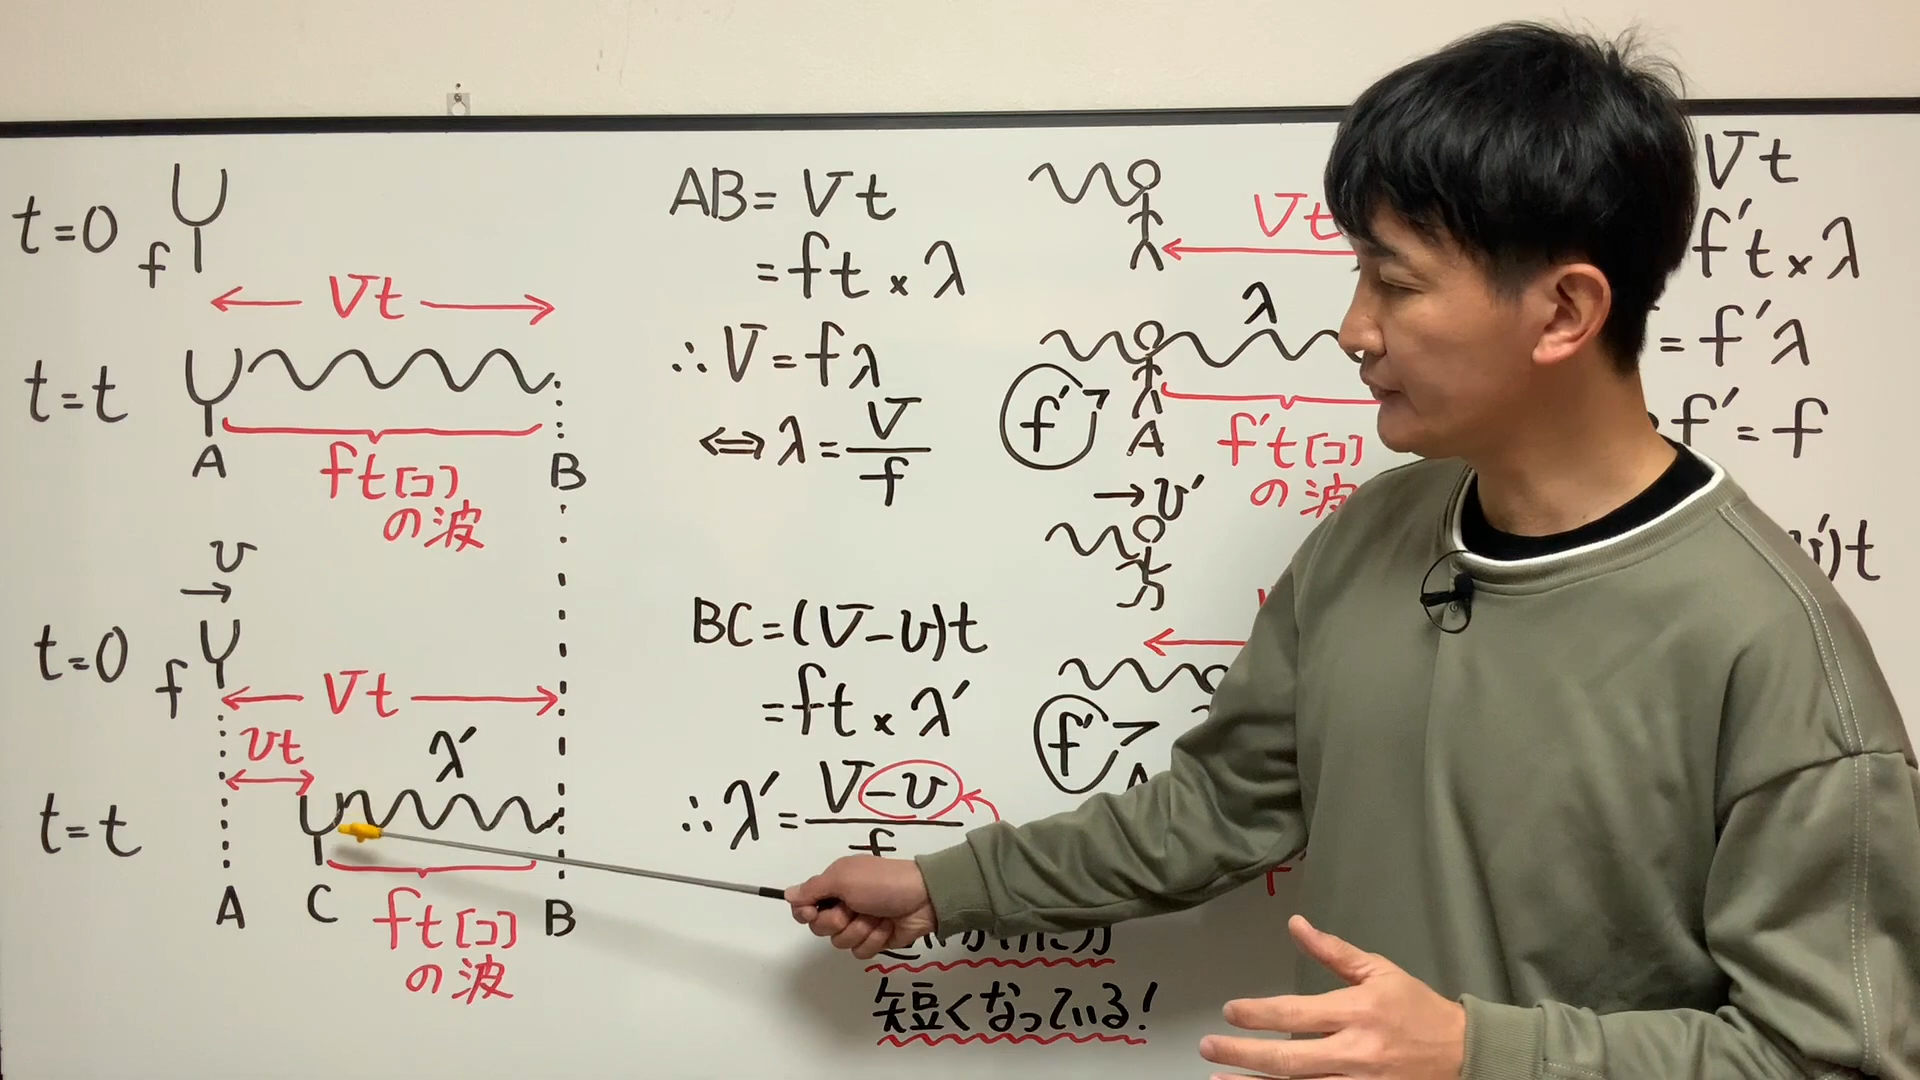 t=0
f
Vt
t=t
A
B
ft[コ]
の波
v
t=0
f
Vt
vt
λ'
t=t
A C B
ft[コ]
の波
AB=Vt
=ft×λ
∴V=fλ
⇔λ=V/f
BC=(V-v)t
=ft×λ'
∴λ'=V-v/f
短くなっている!
Vt
λ
f'
A
f't[コ]
の波
→v'
f'
Vt
f't×λ
=f'λ
f'=f
)t